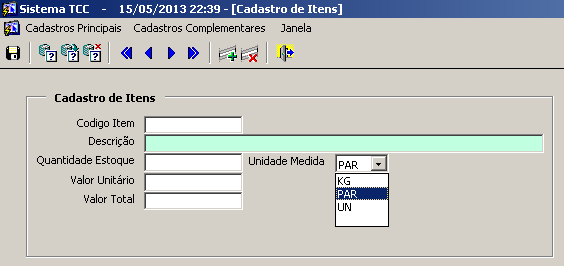 Sistema TCC - 15/05/2013 22:39 - [Cadastro de Itens]
Cadastros Principais Cadastros Complementares Janela
Cadastro de Itens
Codigo Item
Descrição
Quantidade Estoque Unidade Medida PAR
Valor Unitário KG
PAR
Valor Total UN